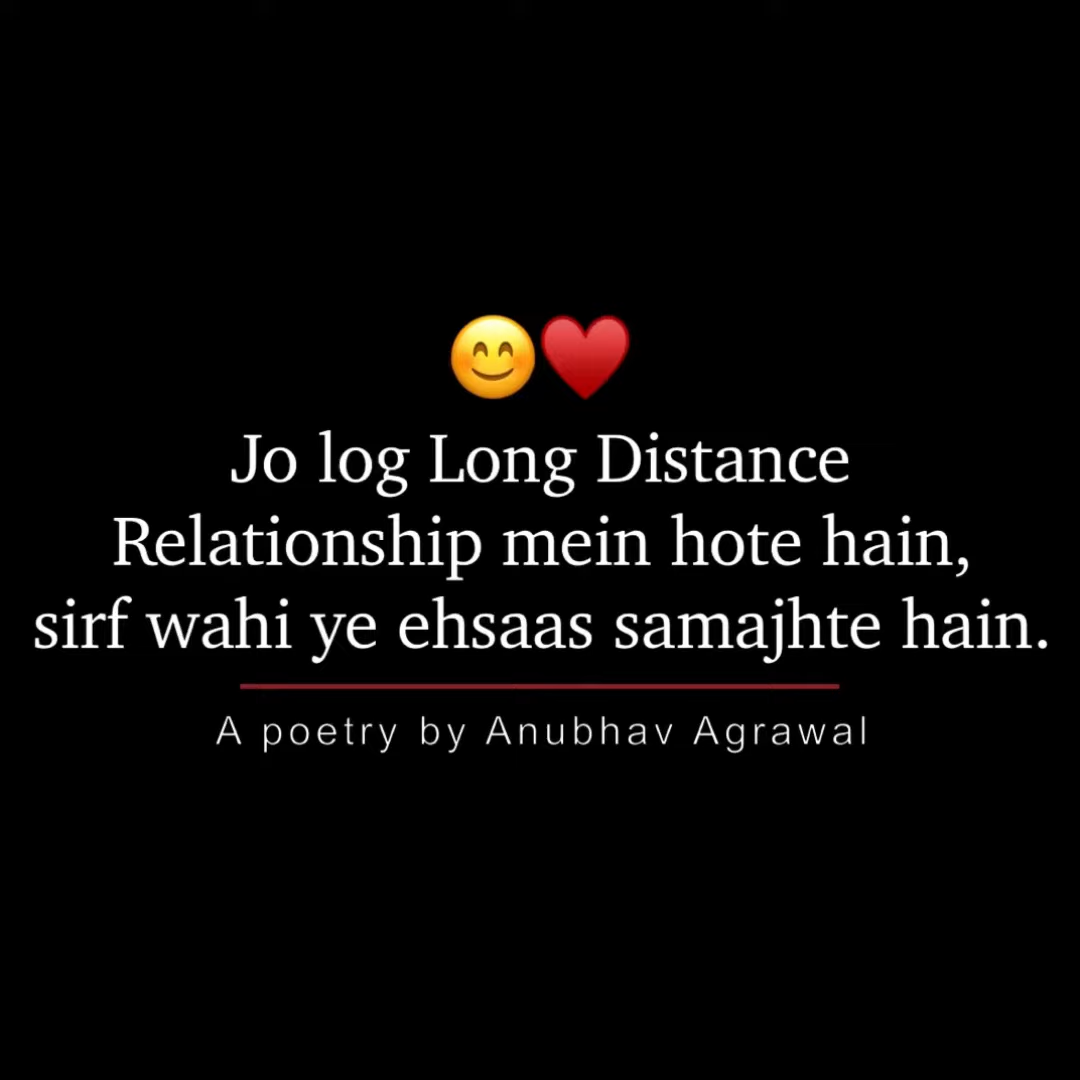 😊♥️
Jo log Long Distance
Relationship mein hote hain,
sirf wahi ye ehsaas samajhte hain.
A poetry by Anubhav Agrawal